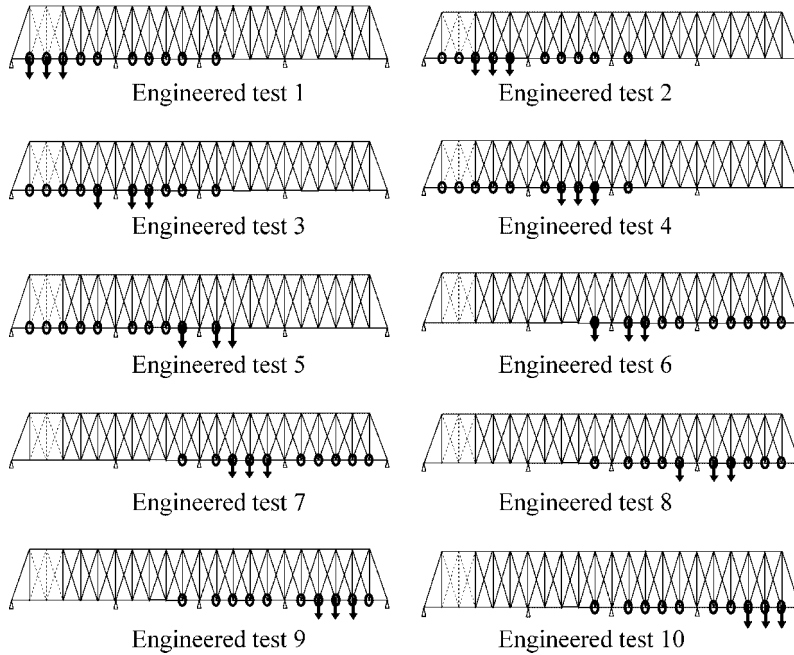 Engineered test 1
Engineered test 2
Engineered test 3
Engineered test 4
Engineered test 5
Engineered test 6
Engineered test 7
Engineered test 8
Engineered test 9
Engineered test 10